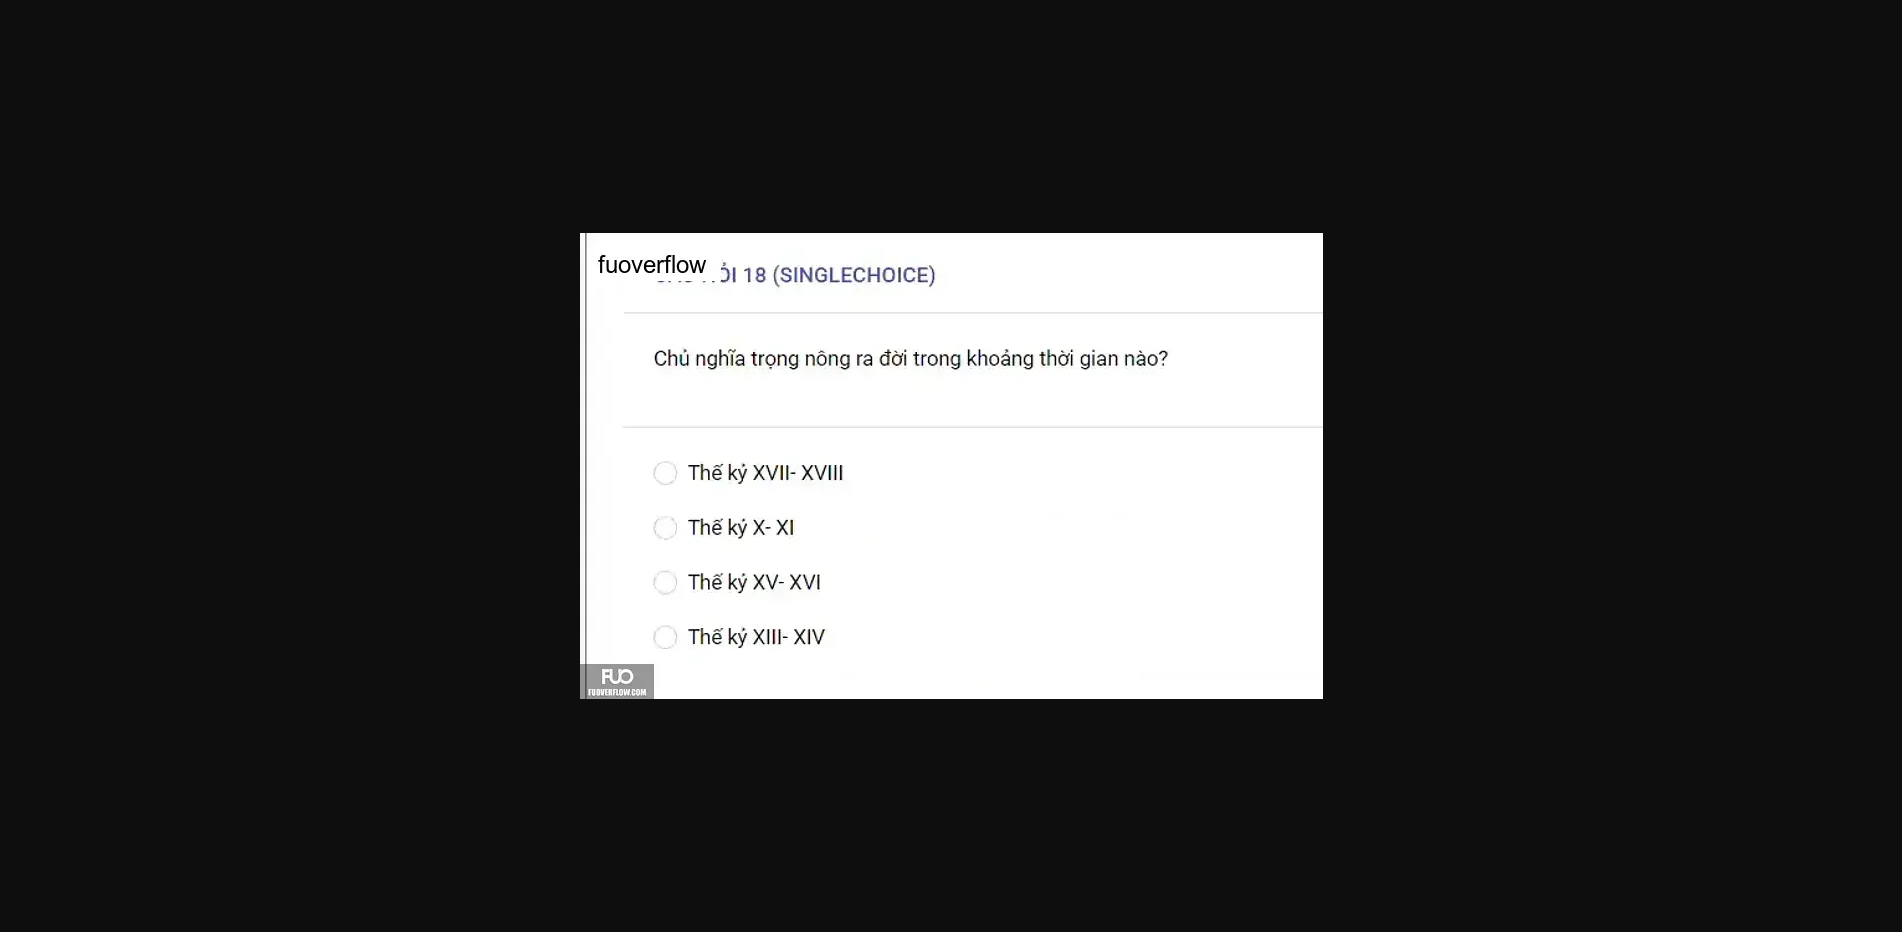 fuoverflow
ỎI 18 (SINGLECHOICE)
Chủ nghĩa trọng nông ra đời trong khoảng thời gian nào?
Thế kỷ XVII- XVIII
Thế kỷ X- XI
Thế kỷ XV- XVI
Thế kỷ XIII- XIV
FUO
FUOVERFLOW.COM